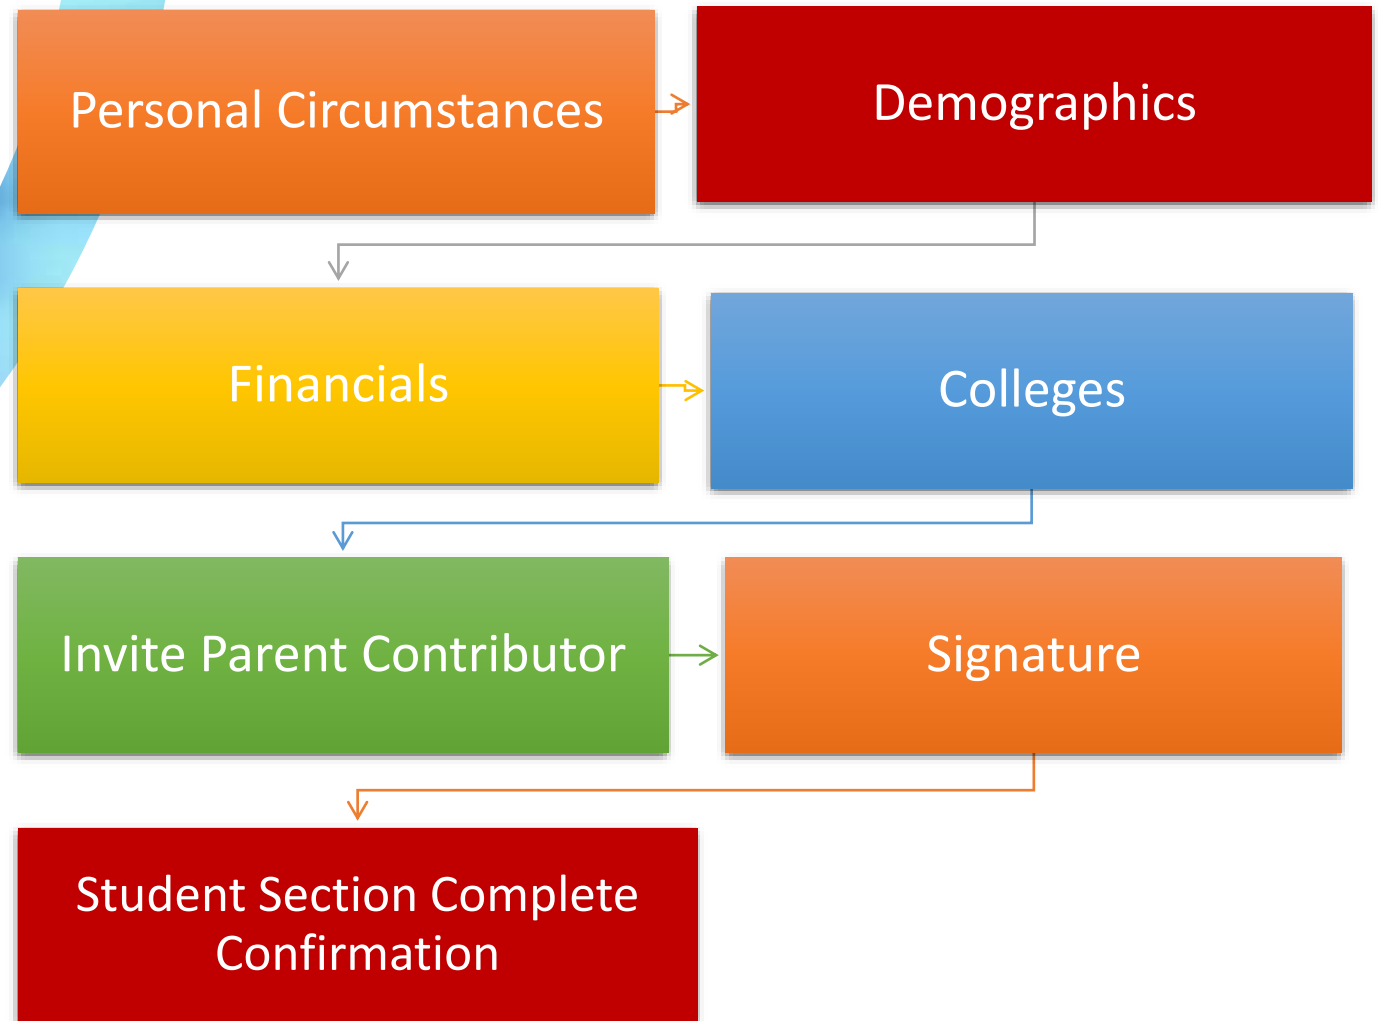 Personal Circumstances
Demographics
Financials
Colleges
Invite Parent Contributor
Signature
Student Section Complete
Confirmation